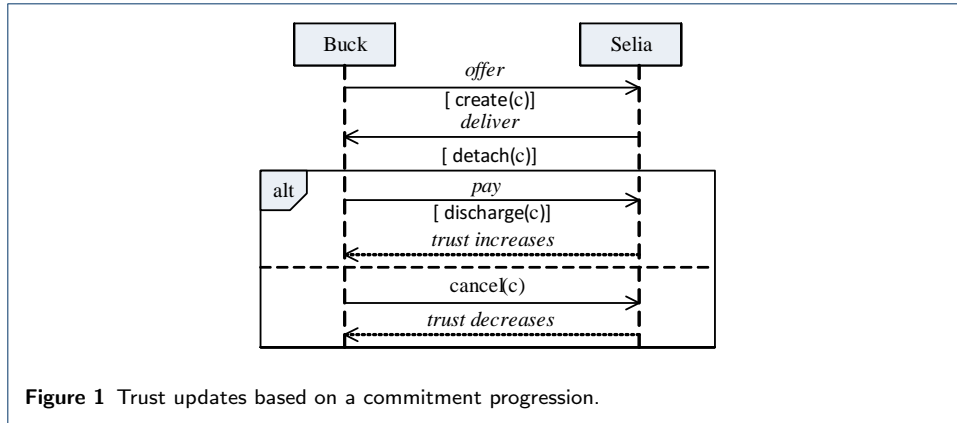 Buck Selia
offer
[ create(c)]
deliver
[ detach(c)]
alt
pay
[ discharge(c)]
trust increases
cancel(c)
trust decreases
Figure 1 Trust updates based on a commitment progression.